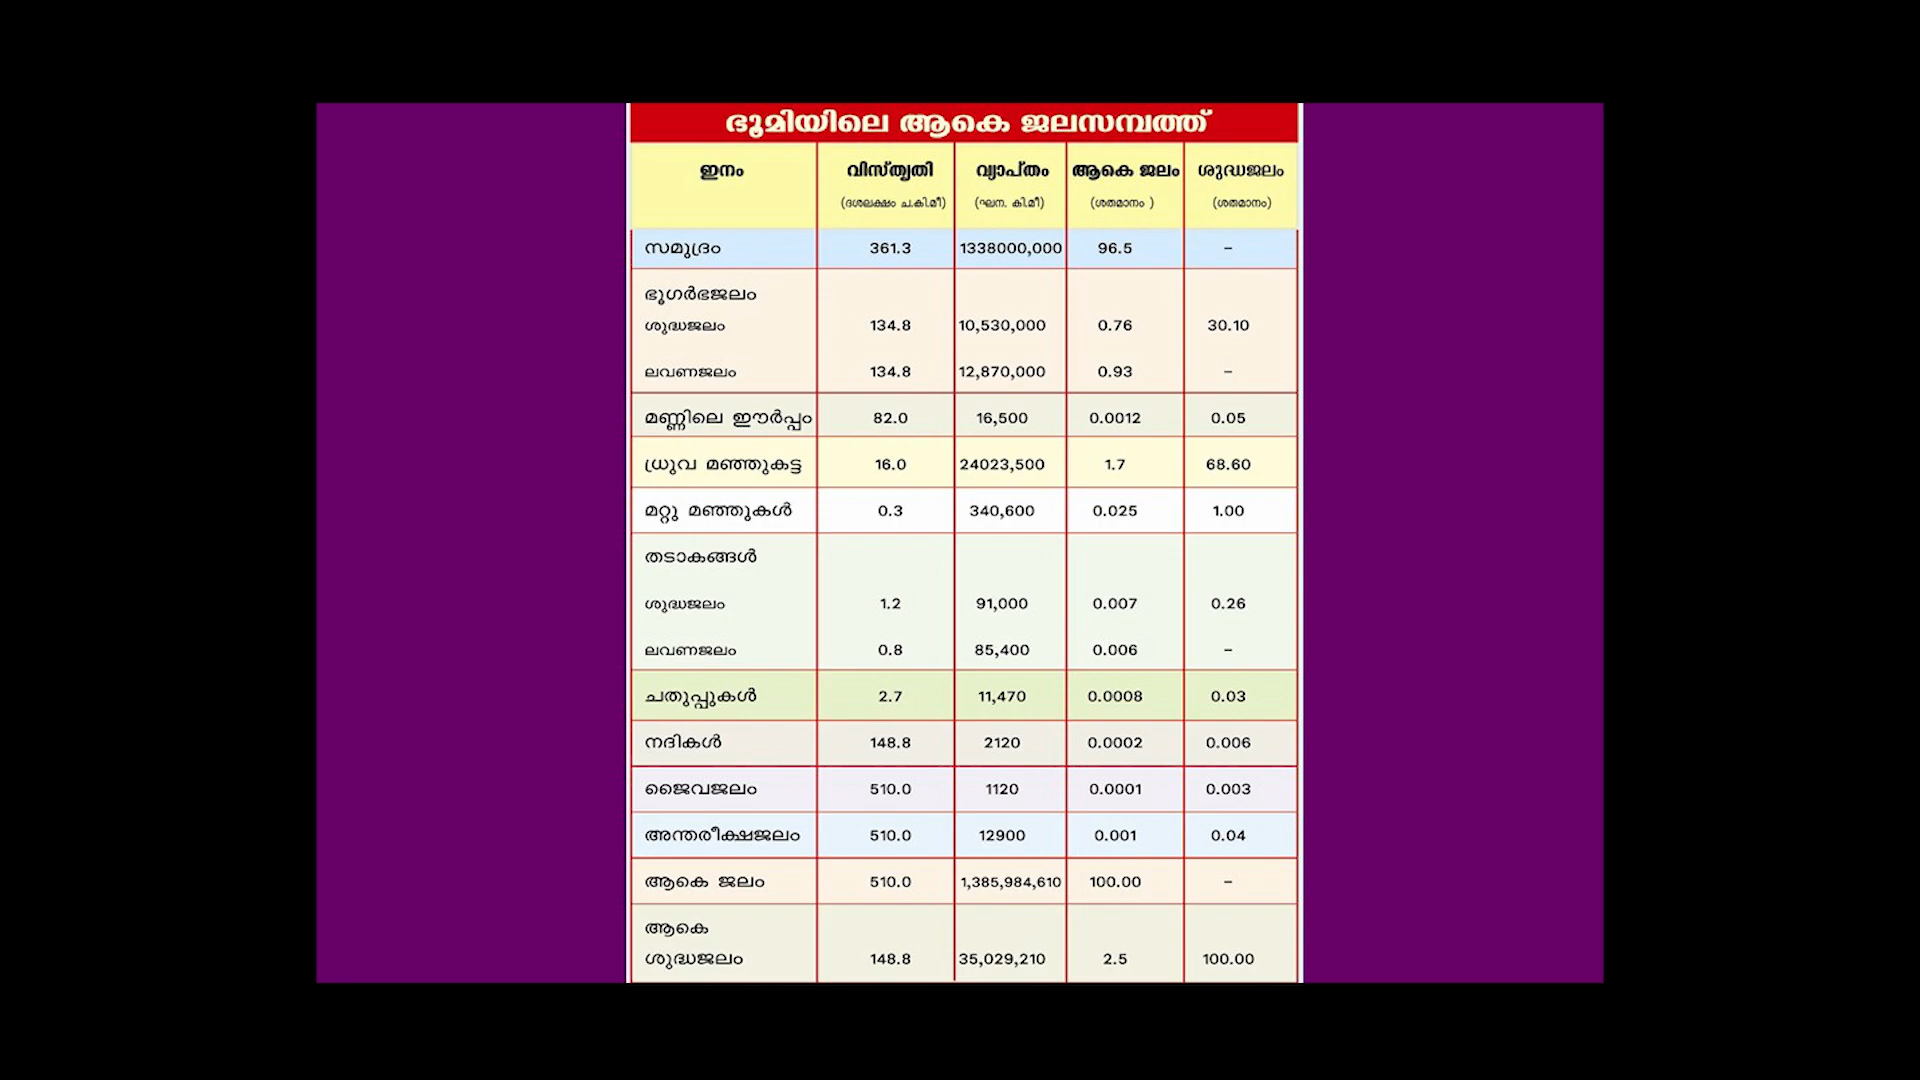 ഭൂമിയിലെ ആകെ ജലസമ്പത്ത്
ഇനം വിസ്തൃതി വ്യാപ്തം ആകെ ജലം ശുദ്ധജലം
(ദശലക്ഷം ച.കി.മീ) (ഘന. കി.മീ) (ശതമാനം ) (ശതമാനം)
സമുദ്രം 361.3 1338000,000 96.5 –
ഭൂഗർഭജലം
ശുദ്ധജലം 134.8 10,530,000 0.76 30.10
ലവണജലം 134.8 12,870,000 0.93 –
മണ്ണിലെ ഈർപ്പം 82.0 16,500 0.0012 0.05
ധ്രുവ മഞ്ഞുകട്ട 16.0 24023,500 1.7 68.60
മറ്റു മഞ്ഞുകൾ 0.3 340,600 0.025 1.00
തടാകങ്ങൾ
ശുദ്ധജലം 1.2 91,000 0.007 0.26
ലവണജലം 0.8 85,400 0.006 –
ചതുപ്പുകൾ 2.7 11,470 0.0008 0.03
നദികൾ 148.8 2120 0.0002 0.006
ജൈവജലം 510.0 1120 0.0001 0.003
അന്തരീക്ഷജലം 510.0 12900 0.001 0.04
ആകെ ജലം 510.0 1,385,984,610 100.00 –
ആകെ
ശുദ്ധജലം 148.8 35,029,210 2.5 100.00